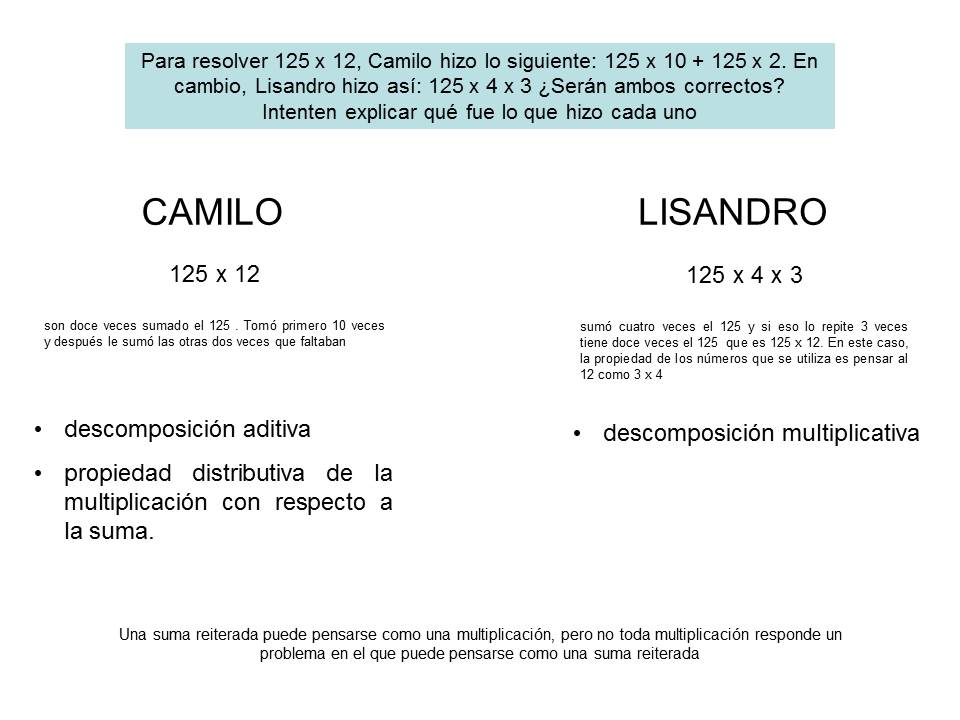 Para resolver 125 x 12, Camilo hizo lo siguiente: 125 x 10 + 125 x 2. En
cambio, Lisandro hizo así: 125 x 4 x 3 ¿Serán ambos correctos?
Intenten explicar qué fue lo que hizo cada uno
CAMILO
125 x 12
son doce veces sumado el 125 . Tomó primero 10 veces
y después le sumó las otras dos veces que faltaban
• descomposición aditiva
• propiedad distributiva de la
multiplicación con respecto a
la suma.
LISANDRO
125 x 4 x 3
sumó cuatro veces el 125 y si eso lo repite 3 veces
tiene doce veces el 125 que es 125 x 12. En este caso,
la propiedad de los números que se utiliza es pensar al
12 como 3 x 4
• descomposición multiplicativa
Una suma reiterada puede pensarse como una multiplicación, pero no toda multiplicación responde un
problema en el que puede pensarse como una suma reiterada